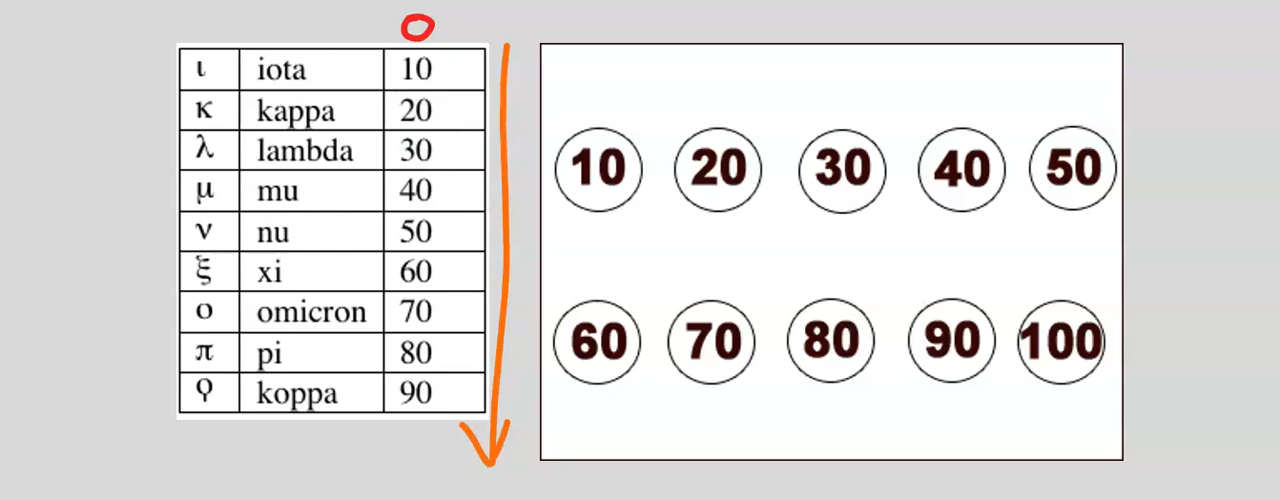 ι iota 10
κ kappa 20
λ lambda 30
μ mu 40
ν nu 50
ξ xi 60
ο omicron 70
π pi 80
ϙ koppa 90
10 20 30 40 50
60 70 80 90 100